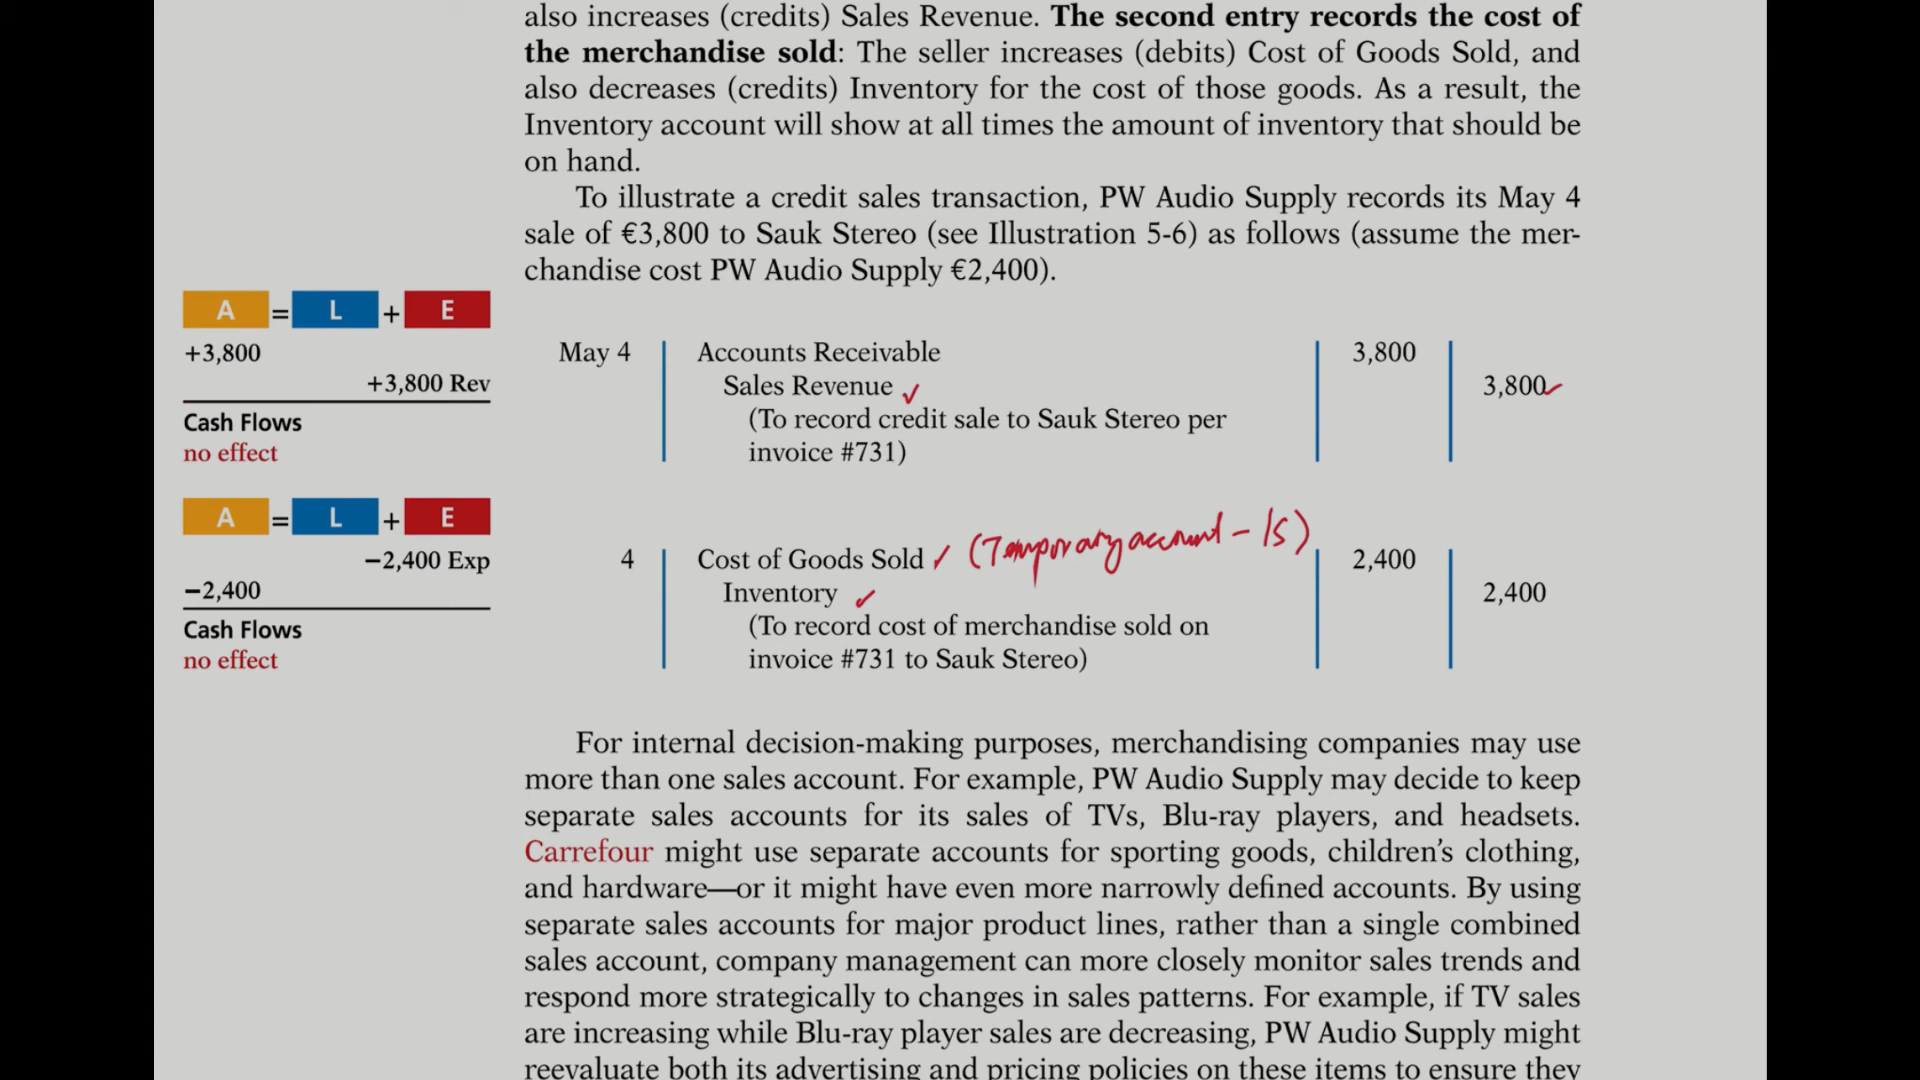 also increases (credits) Sales Revenue. The second entry records the cost of
the merchandise sold: The seller increases (debits) Cost of Goods Sold, and
also decreases (credits) Inventory for the cost of those goods. As a result, the
Inventory account will show at all times the amount of inventory that should be
on hand.
To illustrate a credit sales transaction, PW Audio Supply records its May 4
sale of €3,800 to Sauk Stereo (see Illustration 5-6) as follows (assume the mer-
chandise cost PW Audio Supply €2,400).
A = L + E
+3,800
+3,800 Rev
Cash Flows
no effect
May 4 Accounts Receivable 3,800
Sales Revenue ✓ 3,800 ✓
(To record credit sale to Sauk Stereo per
invoice #731)
A = L + E
−2,400 Exp
−2,400
Cash Flows
no effect
4 Cost of Goods Sold ✓ (Temporary account - IS) 2,400
Inventory ✓ 2,400
(To record cost of merchandise sold on
invoice #731 to Sauk Stereo)
For internal decision-making purposes, merchandising companies may use
more than one sales account. For example, PW Audio Supply may decide to keep
separate sales accounts for its sales of TVs, Blu-ray players, and headsets.
Carrefour might use separate accounts for sporting goods, children's clothing,
and hardware—or it might have even more narrowly defined accounts. By using
separate sales accounts for major product lines, rather than a single combined
sales account, company management can more closely monitor sales trends and
respond more strategically to changes in sales patterns. For example, if TV sales
are increasing while Blu-ray player sales are decreasing, PW Audio Supply might
reevaluate both its advertising and pricing policies on these items to ensure they